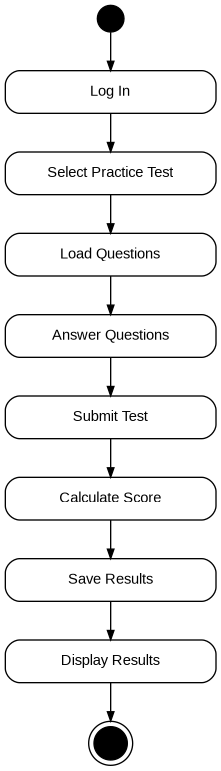 Log In
Select Practice Test
Load Questions
Answer Questions
Submit Test
Calculate Score
Save Results
Display Results